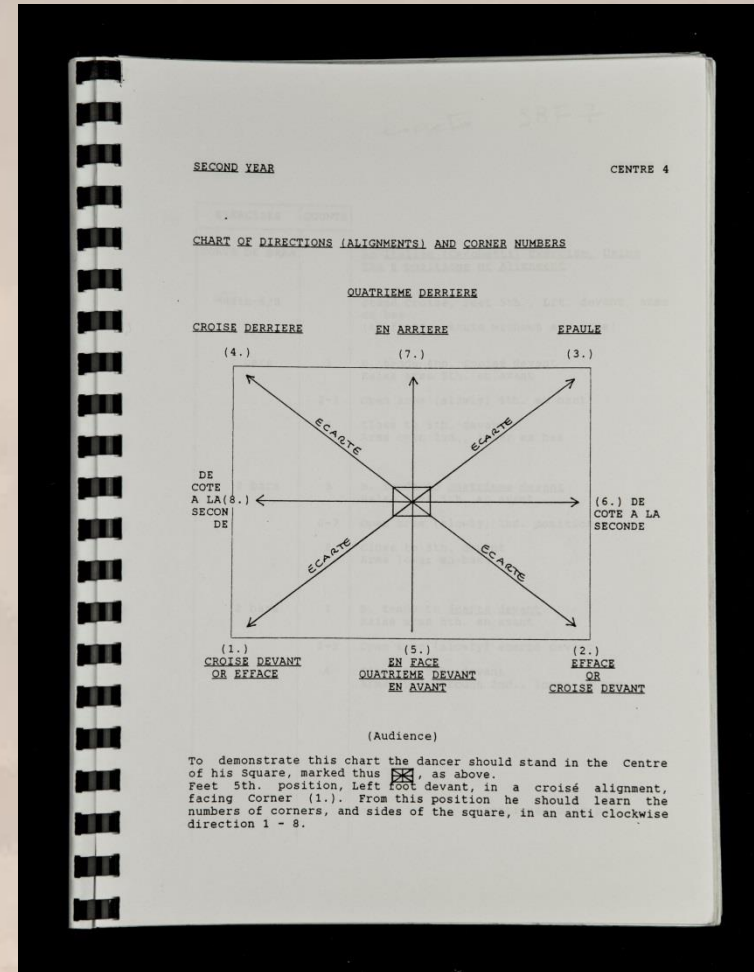 SECOND YEAR CENTRE 4
CHART OF DIRECTIONS (ALIGNMENTS) AND CORNER NUMBERS
QUATRIEME DERRIERE
CROISE DERRIERE EN ARRIERE EPAULE
(4.) (7.) (3.)
ECARTE ECARTE
DE
COTE
A LA(8.) (6.) DE
SECON COTE A LA
DE SECONDE
ECARTE ECARTE
(1.) (5.) (2.)
CROISE DEVANT EN FACE EFFACE
OR EFFACE QUATRIEME DEVANT OR
EN AVANT CROISE DEVANT
(Audience)
To demonstrate this chart the dancer should stand in the Centre
of his Square, marked thus , as above.
Feet 5th. position, Left foot devant, in a croisé alignment,
facing Corner (1.). From this position he should learn the
numbers of corners, and sides of the square, in an anti clockwise
direction 1 - 8.